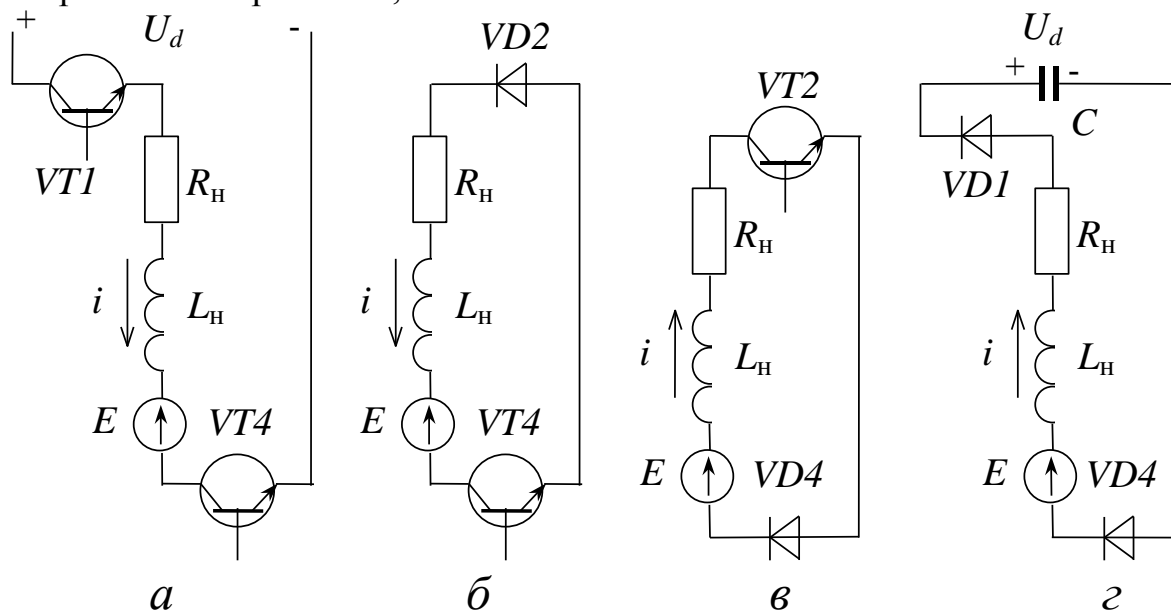 +
U_d
-
VT1
R_н
i
L_н
E
VT4
а
VD2
R_н
i
L_н
E
VT4
б
VT2
R_н
i
L_н
E
VD4
в
U_d
+
-
C
VD1
R_н
i
L_н
E
VD4
г